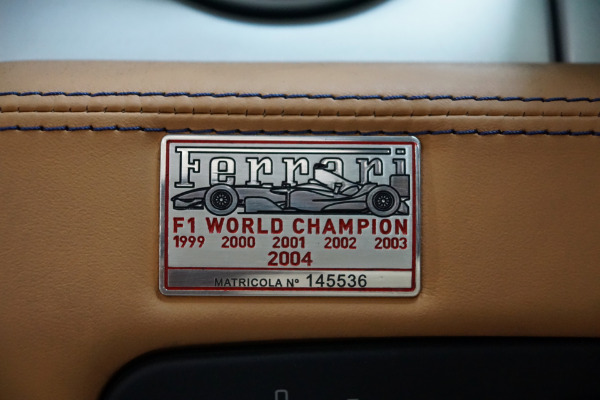 Ferrari
F1 WORLD CHAMPION
1999 2000 2001 2002 2003
2004
MATRICOLA Nº 145536